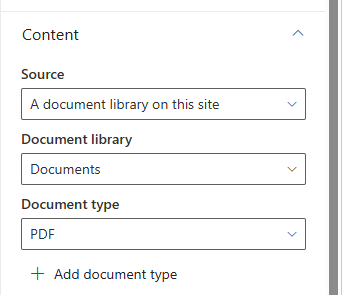 Content
Source
A document library on this site
Document library
Documents
Document type
PDF
Add document type